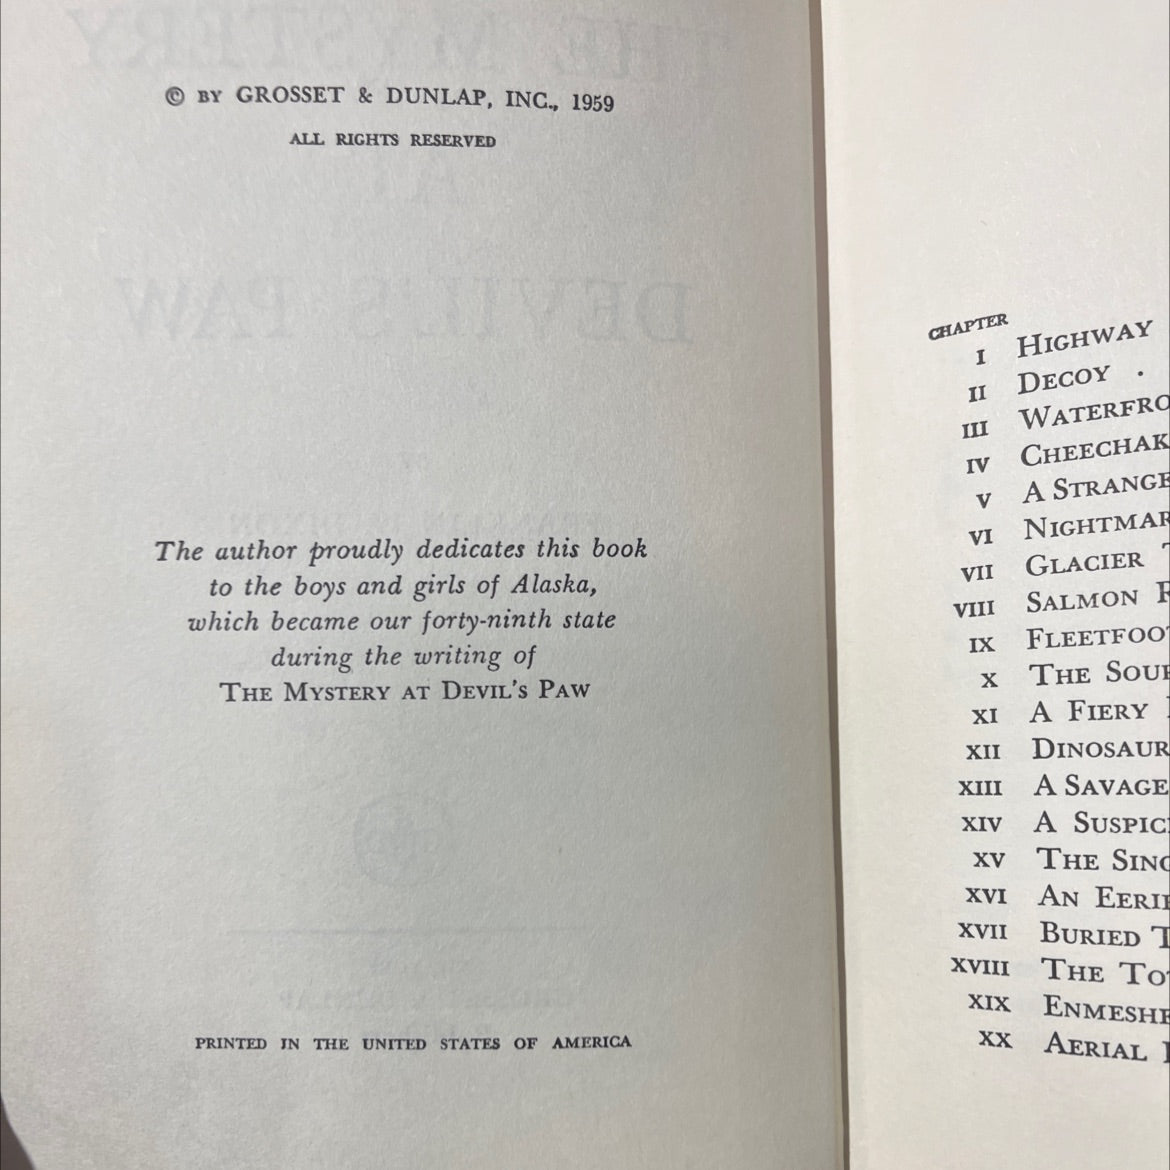 © BY GROSSET & DUNLAP, INC., 1959
ALL RIGHTS RESERVED
The author proudly dedicates this book
to the boys and girls of Alaska,
which became our forty-ninth state
during the writing of
THE MYSTERY AT DEVIL'S PAW
PRINTED IN THE UNITED STATES OF AMERICA
CHAPTER
I HIGHWAY
II DECOY .
III WATERFRO
IV CHEECHAK
V A STRANGE
VI NIGHTMAR
VII GLACIER
VIII SALMON
IX FLEETFOO
X THE SOU
XI A FIERY
XII DINOSAUR
XIII A SAVAGE
XIV A SUSPIC
XV THE SING
XVI AN EERIE
XVII BURIED T
XVIII THE TO
XIX ENMESHE
XX AERIAL